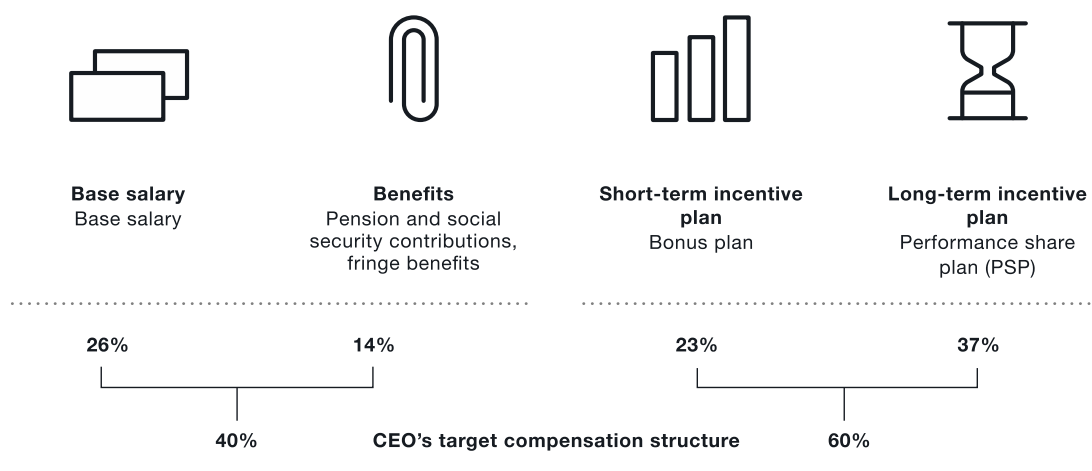 Base salary
Base salary
Benefits
Pension and social
security contributions,
fringe benefits
Short-term incentive
plan
Bonus plan
Long-term incentive
plan
Performance share
plan (PSP)
26%
14%
23%
37%
40%
CEO’s target compensation structure
60%